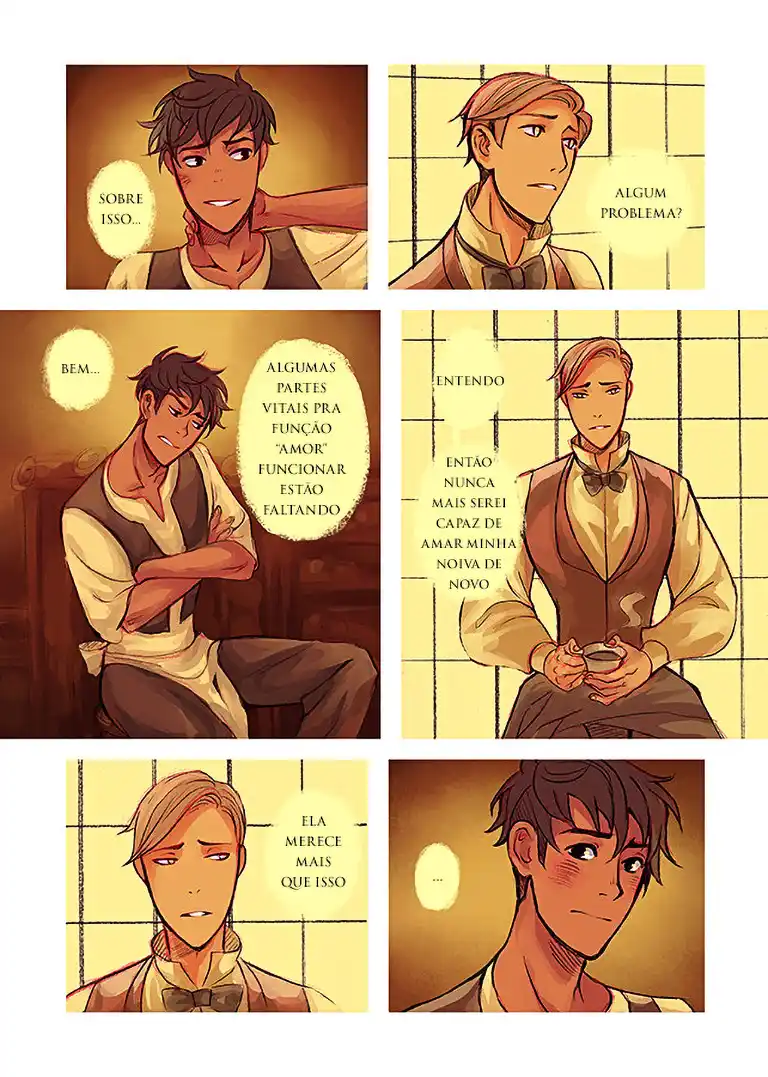 SOBRE
ISSO...
ALGUM
PROBLEMA?
BEM...
ALGUMAS
PARTES
VITAIS PRA
FUNÇÃO
“AMOR”
FUNCIONAR
ESTÃO
FALTANDO
ENTENDO
ENTÃO
NUNCA
MAIS SEREI
CAPAZ DE
AMAR MINHA
NOIVA DE
NOVO
ELA
MERECE
MAIS
QUE ISSO
...